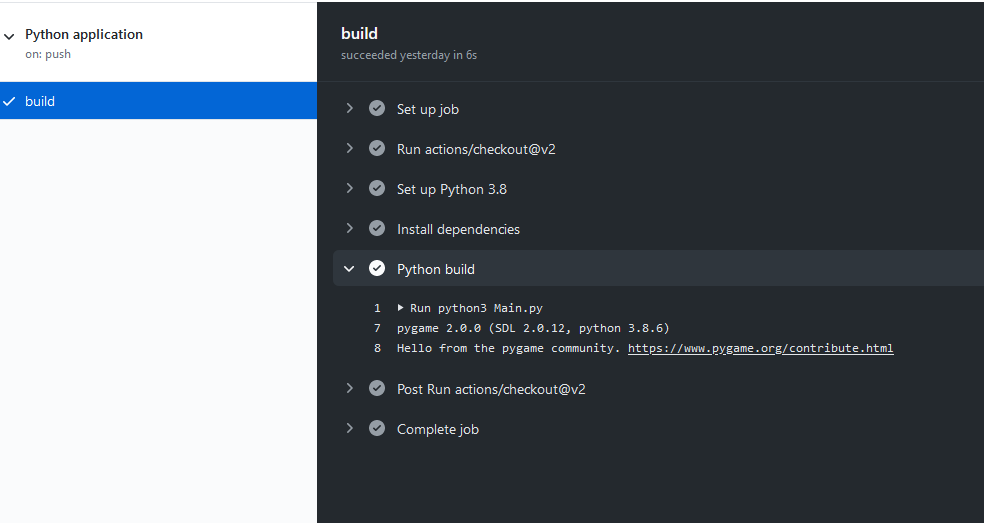 Python application
on: push
build
build
succeeded yesterday in 6s
Set up job
Run actions/checkout@v2
Set up Python 3.8
Install dependencies
Python build
1 Run python3 Main.py
7 pygame 2.0.0 (SDL 2.0.12, python 3.8.6)
8 Hello from the pygame community. https://www.pygame.org/contribute.html
Post Run actions/checkout@v2
Complete job